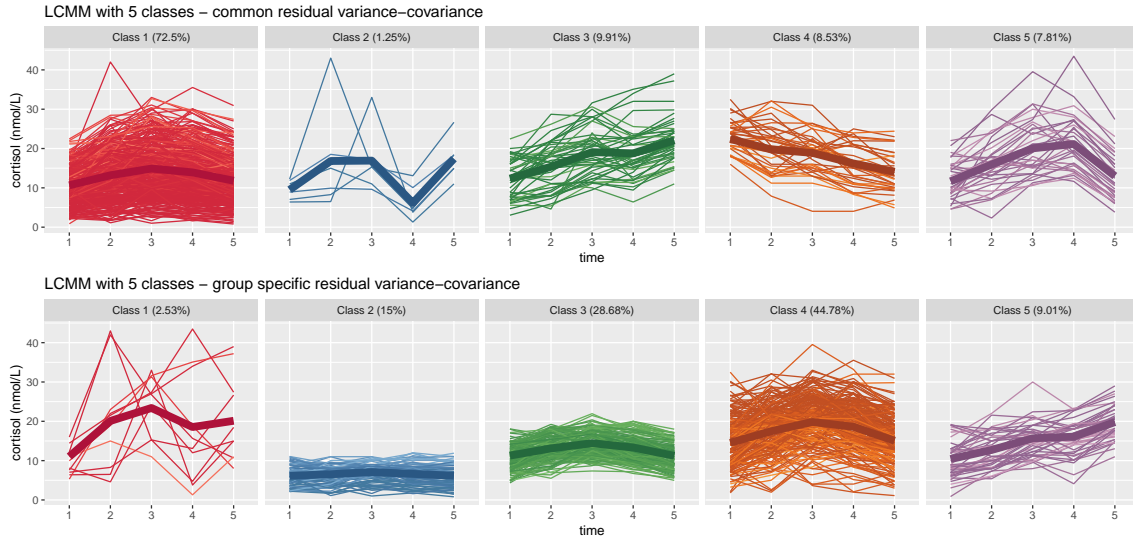 LCMM with 5 classes − common residual variance−covariance
Class 1 (72.5%) Class 2 (1.25%) Class 3 (9.91%) Class 4 (8.53%) Class 5 (7.81%)
cortisol (nmol/L)
40
30
20
10
0
1 2 3 4 5 1 2 3 4 5 1 2 3 4 5 1 2 3 4 5 1 2 3 4 5
time
LCMM with 5 classes − group specific residual variance−covariance
Class 1 (2.53%) Class 2 (15%) Class 3 (28.68%) Class 4 (44.78%) Class 5 (9.01%)
cortisol (nmol/L)
40
30
20
10
0
1 2 3 4 5 1 2 3 4 5 1 2 3 4 5 1 2 3 4 5 1 2 3 4 5
time